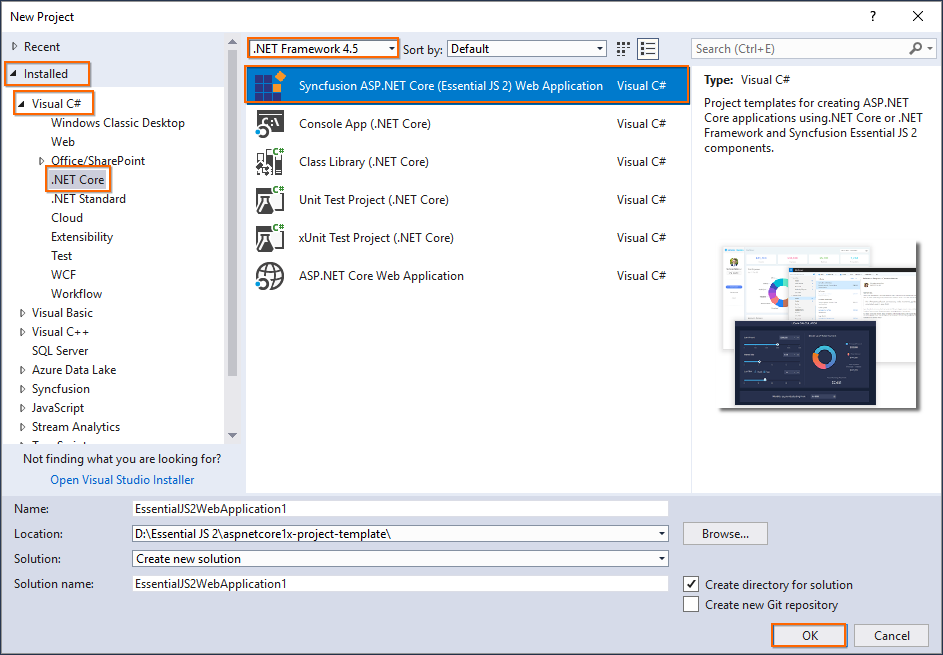 New Project
?
Recent
Installed
Visual C#
Windows Classic Desktop
Web
Office/SharePoint
.NET Core
.NET Standard
Cloud
Extensibility
Test
WCF
Workflow
Visual Basic
Visual C++
SQL Server
Azure Data Lake
Syncfusion
JavaScript
Stream Analytics
Not finding what you are looking for?
Open Visual Studio Installer
.NET Framework 4.5
Sort by: Default
Syncfusion ASP.NET Core (Essential JS 2) Web Application Visual C#
Console App (.NET Core) Visual C#
Class Library (.NET Core) Visual C#
Unit Test Project (.NET Core) Visual C#
xUnit Test Project (.NET Core) Visual C#
ASP.NET Core Web Application Visual C#
Search (Ctrl+E)
Type: Visual C#
Project templates for creating ASP.NET
Core applications using.NET Core or .NET
Framework and Syncfusion Essential JS 2
components.
Name: EssentialJS2WebApplication1
Location: D:\Essential JS 2\aspnetcore1x-project-template\
Browse...
Solution: Create new solution
Solution name: EssentialJS2WebApplication1
Create directory for solution
Create new Git repository
OK
Cancel